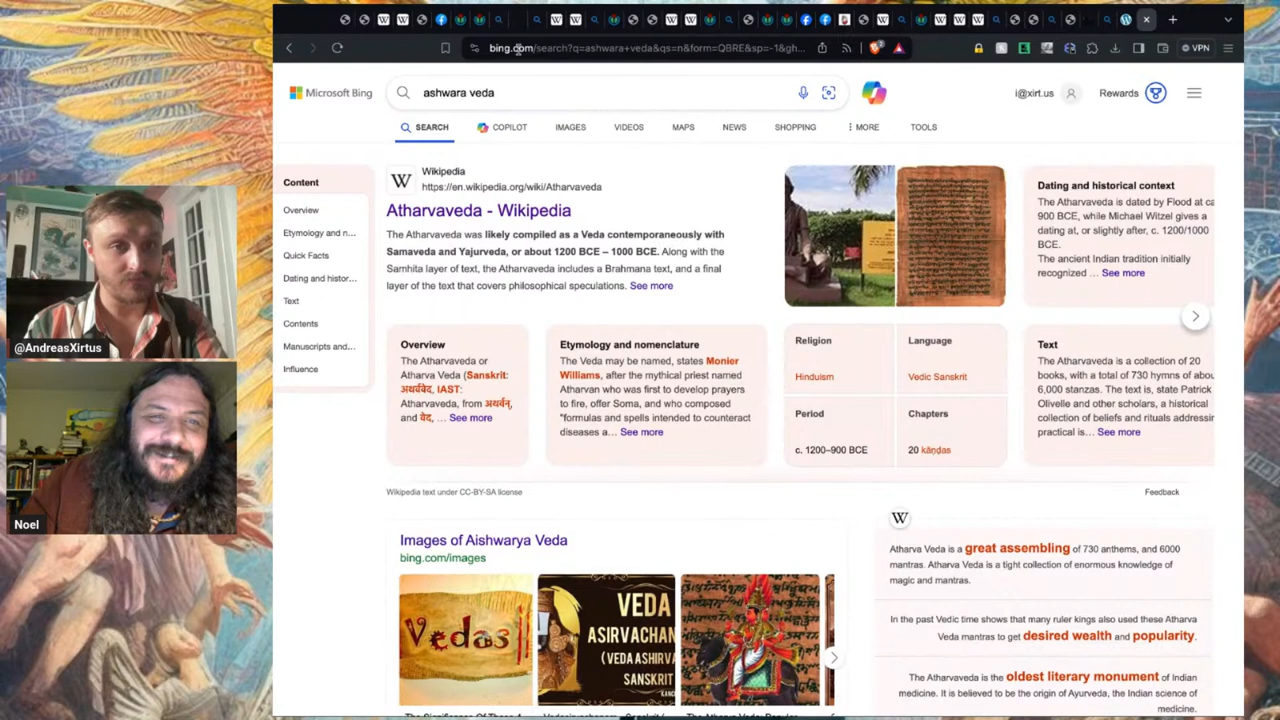 bing.com/search?q=ashwara+veda&qs=n&form=QBRE&sp=-1&gh...
VPN
Microsoft Bing
ashwara veda
i@xirt.us
Rewards
SEARCH
COPILOT
IMAGES
VIDEOS
MAPS
NEWS
SHOPPING
MORE
TOOLS
Content
Overview
Etymology and n...
Quick Facts
Dating and histor...
Text
Contents
Manuscripts and...
Influence
Wikipedia
https://en.wikipedia.org/wiki/Atharvaveda
Atharvaveda - Wikipedia
The Atharvaveda was likely compiled as a Veda contemporaneously with
Samaveda and Yajurveda, or about 1200 BCE – 1000 BCE. Along with the
Samhita layer of text, the Atharvaveda includes a Brahmana text, and a final
layer of the text that covers philosophical speculations. See more
Dating and historical context
The Atharvaveda is dated by Flood at ca
900 BCE, while Michael Witzel gives a
dating at, or slightly after, c. 1200/1000
BCE.
The ancient Indian tradition initially
recognized ... See more
Overview
The Atharvaveda or
Atharva Veda (Sanskrit:
अथर्ववेद, IAST:
Atharvaveda, from अथर्वन्,
and वेद, ... See more
Etymology and nomenclature
The Veda may be named, states Monier
Williams, after the mythical priest named
Atharvan who was first to develop prayers
to fire, offer Soma, and who composed
"formulas and spells intended to counteract
diseases a... See more
Religion
Hinduism
Language
Vedic Sanskrit
Period
c. 1200–900 BCE
Chapters
20 kāṇḍas
Text
The Atharvaveda is a collection of 20
books, with a total of 730 hymns of abou
6,000 stanzas. The text is, state Patrick
Olivelle and other scholars, a historical
collection of beliefs and rituals addressin
practical is... See more
Wikipedia text under CC-BY-SA license
Feedback
Images of Aishwarya Veda
bing.com/images
Vedas
VEDA
ASIRVACHAN
(VEDA ASHIRVA
SANSKRIT
W
Atharva Veda is a great assembling of 730 anthems, and 6000
mantras. Atharva Veda is a tight collection of enormous knowledge of
magic and mantras.
In the past Vedic time shows that many ruler kings also used these Atharva
Veda mantras to get desired wealth and popularity.
The Atharvaveda is the oldest literary monument of Indian
medicine. It is believed to be the origin of Ayurveda, the Indian science of
medicine.
@AndreasXirtus
Noel